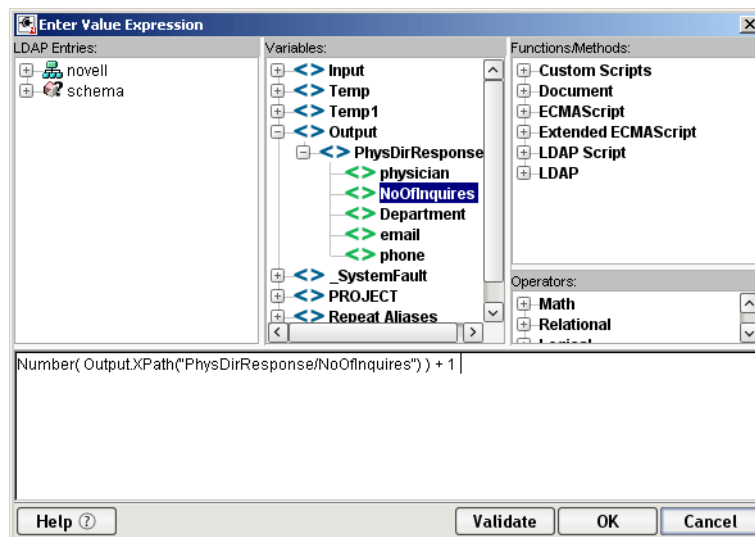 Enter Value Expression
LDAP Entries:
novell
schema
Variables:
Input
Temp
Temp1
Output
PhysDirResponse
physician
NoOfInquires
Department
email
phone
_SystemFault
PROJECT
Repeat Aliases
Functions/Methods:
Custom Scripts
Document
ECMAScript
Extended ECMAScript
LDAP Script
LDAP
Operators:
Math
Relational
Logical
Number( Output.XPath("PhysDirResponse/NoOfInquires") ) + 1
Help ?
Validate
OK
Cancel